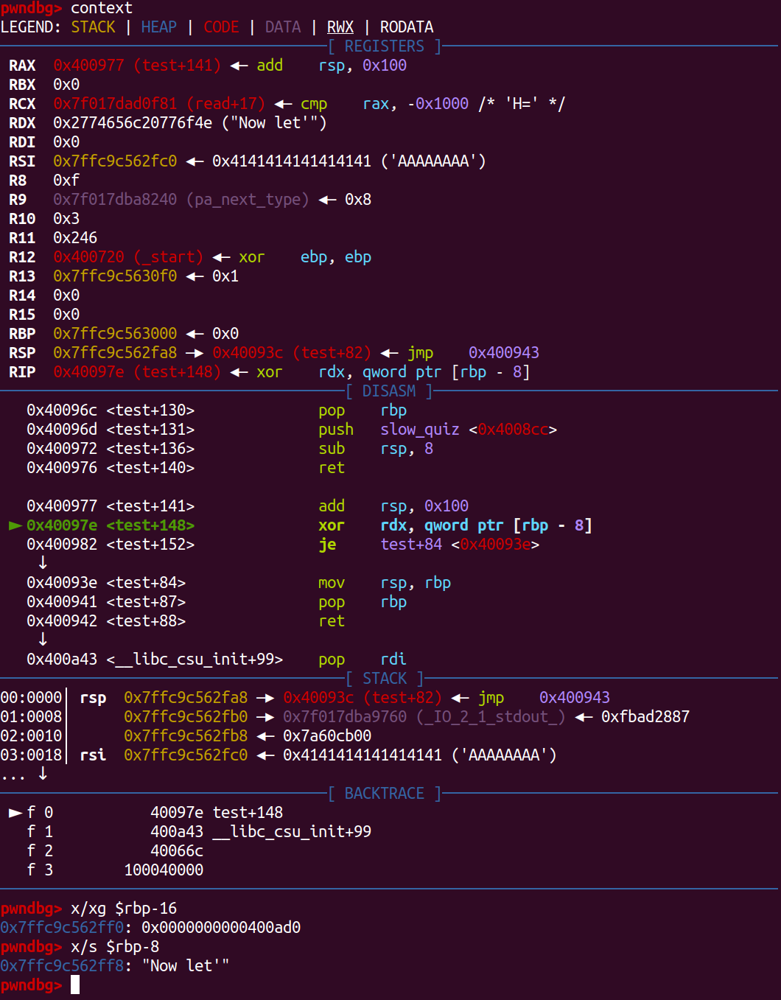 pwndbg> context
LEGEND: STACK | HEAP | CODE | DATA | RWX | RODATA
[ REGISTERS ]
RAX  0x400977 (test+141) ◂— add    rsp, 0x100
RBX  0x0
RCX  0x7f017dad0f81 (read+17) ◂— cmp    rax, -0x1000 /* 'H=' */
RDX  0x2774656c20776f4e ("Now let'")
RDI  0x0
RSI  0x7ffc9c562fc0 ◂— 0x4141414141414141 ('AAAAAAAA')
R8   0xf
R9   0x7f017dba8240 (pa_next_type) ◂— 0x8
R10  0x3
R11  0x246
R12  0x400720 (_start) ◂— xor    ebp, ebp
R13  0x7ffc9c5630f0 ◂— 0x1
R14  0x0
R15  0x0
RBP  0x7ffc9c563000 ◂— 0x0
RSP  0x7ffc9c562fa8 —▸ 0x40093c (test+82) ◂— jmp    0x400943
RIP  0x40097e (test+148) ◂— xor    rdx, qword ptr [rbp - 8]
[ DISASM ]
0x40096c <test+130>              pop    rbp
0x40096d <test+131>              push   slow_quiz <0x4008cc>
0x400972 <test+136>              sub    rsp, 8
0x400976 <test+140>              ret
0x400977 <test+141>              add    rsp, 0x100
► 0x40097e <test+148>              xor    rdx, qword ptr [rbp - 8]
0x400982 <test+152>              je     test+84 <0x40093e>
↓
0x40093e <test+84>               mov    rsp, rbp
0x400941 <test+87>               pop    rbp
0x400942 <test+88>               ret
↓
0x400a43 <__libc_csu_init+99>    pop    rdi
[ STACK ]
00:0000│ rsp  0x7ffc9c562fa8 —▸ 0x40093c (test+82) ◂— jmp    0x400943
01:0008│      0x7ffc9c562fb0 —▸ 0x7f017dba9760 (_IO_2_1_stdout_) ◂— 0xfbad2887
02:0010│      0x7ffc9c562fb8 ◂— 0x7a60cb00
03:0018│ rsi  0x7ffc9c562fc0 ◂— 0x4141414141414141 ('AAAAAAAA')
... ↓
[ BACKTRACE ]
► f 0           40097e test+148
f 1           400a43 __libc_csu_init+99
f 2           40066c
f 3        100040000
pwndbg> x/xg $rbp-16
0x7ffc9c562ff0: 0x0000000000400ad0
pwndbg> x/s $rbp-8
0x7ffc9c562ff8: "Now let'"
pwndbg>